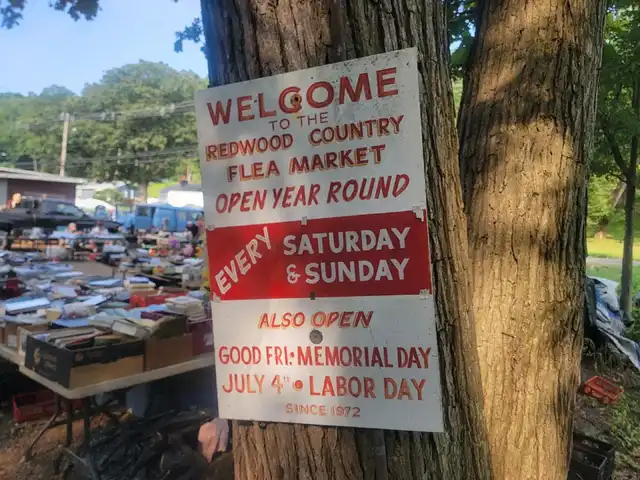 WELCOME
TO THE
REDWOOD COUNTRY
FLEA MARKET
OPEN YEAR ROUND
EVERY SATURDAY
& SUNDAY
ALSO OPEN
GOOD FRI• MEMORIAL DAY
JULY 4TH • LABOR DAY
SINCE 1972